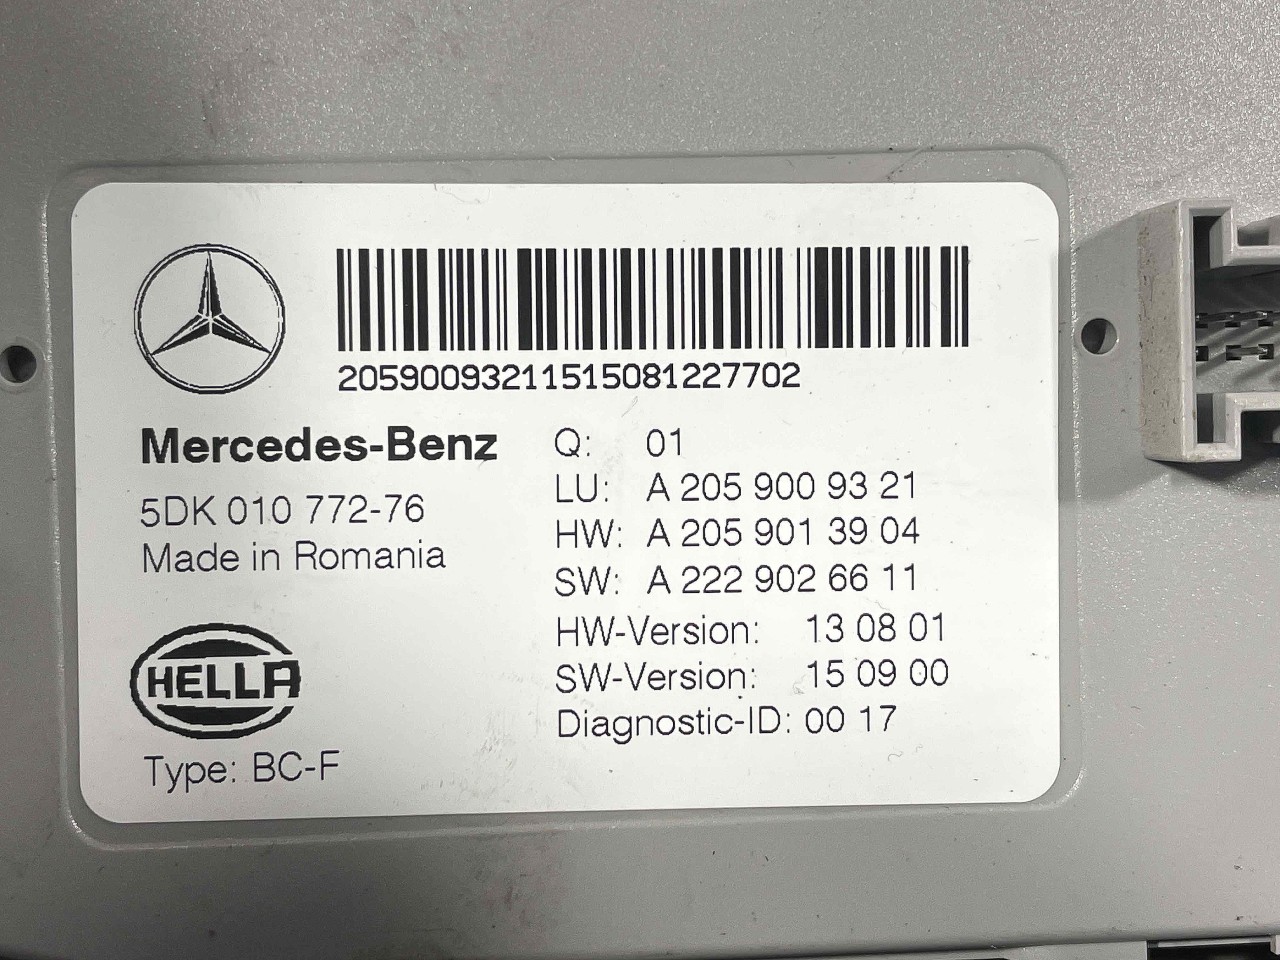 20590093211515081227702
Mercedes-Benz
5DK 010 772-76
Made in Romania
HELLA
Type: BC-F
Q: 01
LU: A 205 900 93 21
HW: A 205 901 39 04
SW: A 222 902 66 11
HW-Version: 13 08 01
SW-Version: 15 09 00
Diagnostic-ID: 00 17